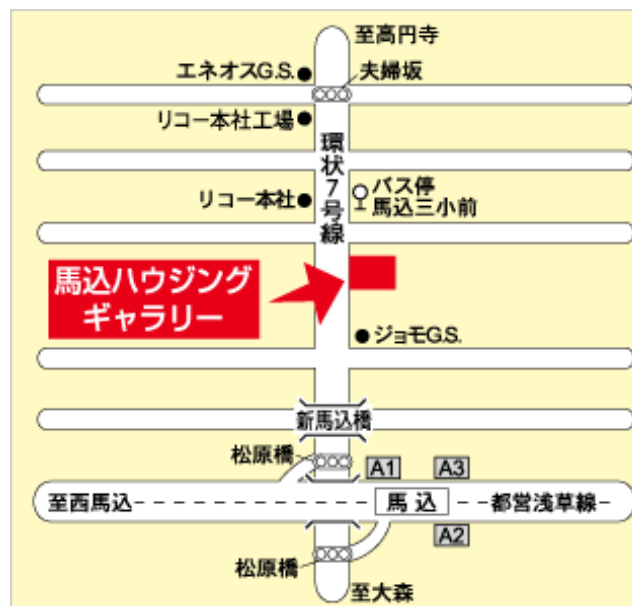 至高円寺
エネオスG.S.
夫婦坂
リコー本社工場
環状7号線
バス停
馬込三小前
リコー本社
馬込ハウジング
ギャラリー
ジョモG.S.
新馬込橋
松原橋
A1
A3
至西馬込
馬込
都営浅草線
A2
松原橋
至大森